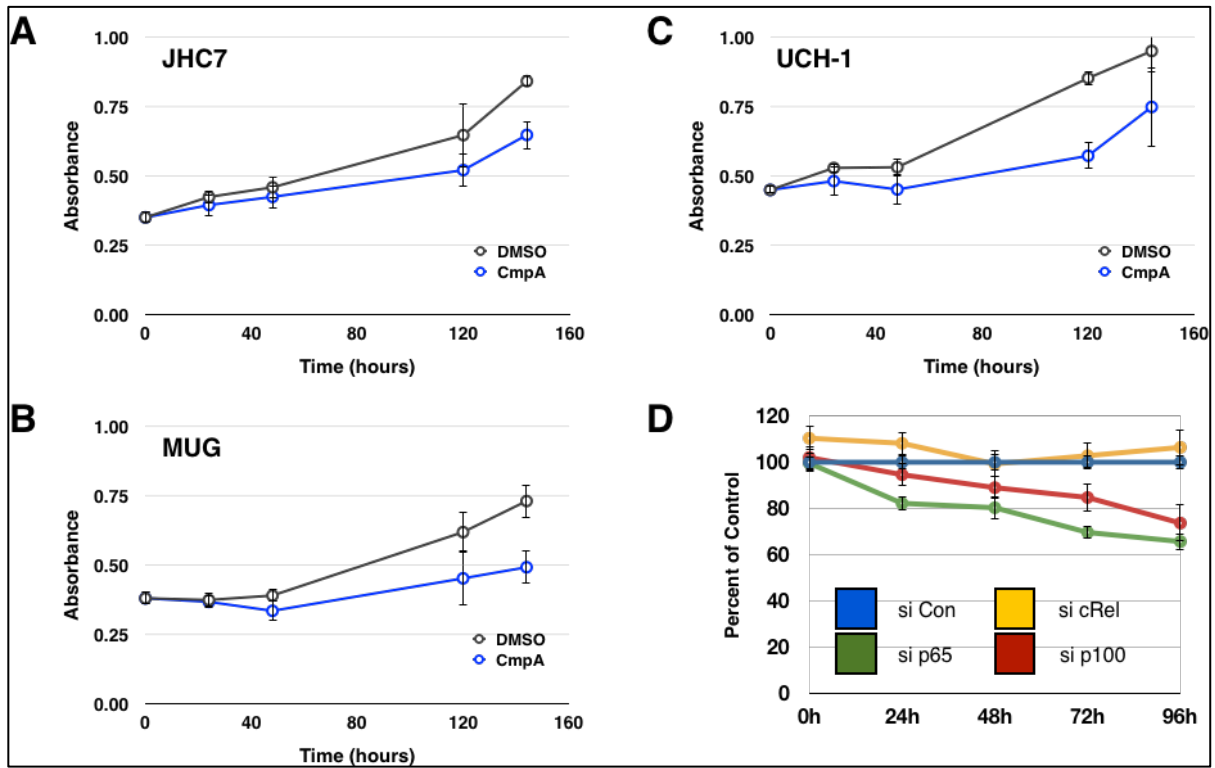 A
JHC7
1.00
0.75
0.50
0.25
0.00
Absorbance
DMSO
CmpA
0 40 80 120 160
Time (hours)
C
UCH-1
1.00
0.75
0.50
0.25
0.00
Absorbance
DMSO
CmpA
0 40 80 120 160
Time (hours)
B
MUG
1.00
0.75
0.50
0.25
0.00
Absorbance
DMSO
CmpA
0 40 80 120 160
Time (hours)
D
120
100
80
60
40
20
0
Percent of Control
si Con si cRel
si p65 si p100
0h 24h 48h 72h 96h